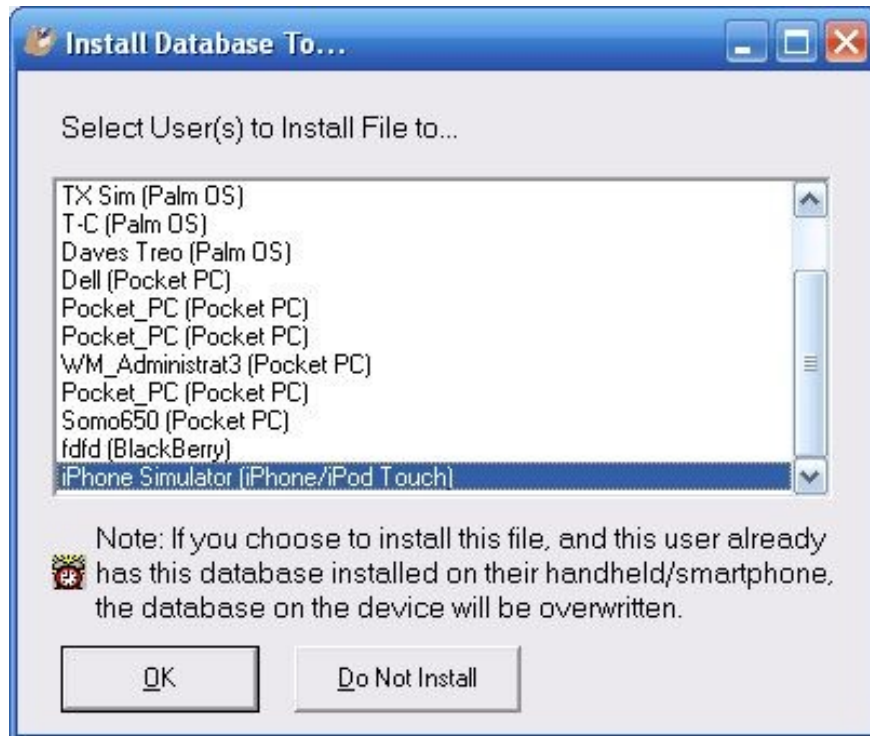 Install Database To...
Select User(s) to Install File to...
TX Sim (Palm OS)
T-C (Palm OS)
Daves Treo (Palm OS)
Dell (Pocket PC)
Pocket_PC (Pocket PC)
Pocket_PC (Pocket PC)
WM_Administrat3 (Pocket PC)
Pocket_PC (Pocket PC)
Somo650 (Pocket PC)
fdfd (BlackBerry)
iPhone Simulator (iPhone/iPod Touch)
Note: If you choose to install this file, and this user already
has this database installed on their handheld/smartphone,
the database on the device will be overwritten.
OK Do Not Install